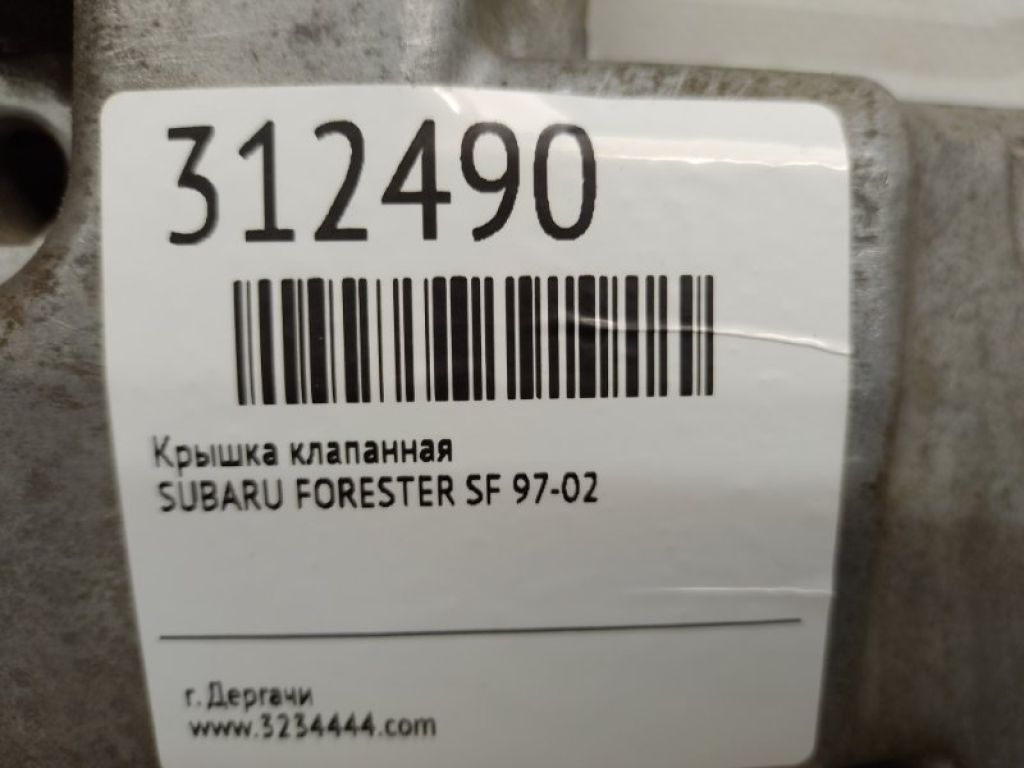 312490
Крышка клапанная
SUBARU FORESTER SF 97-02
г. Дергачи
www.3234444.com